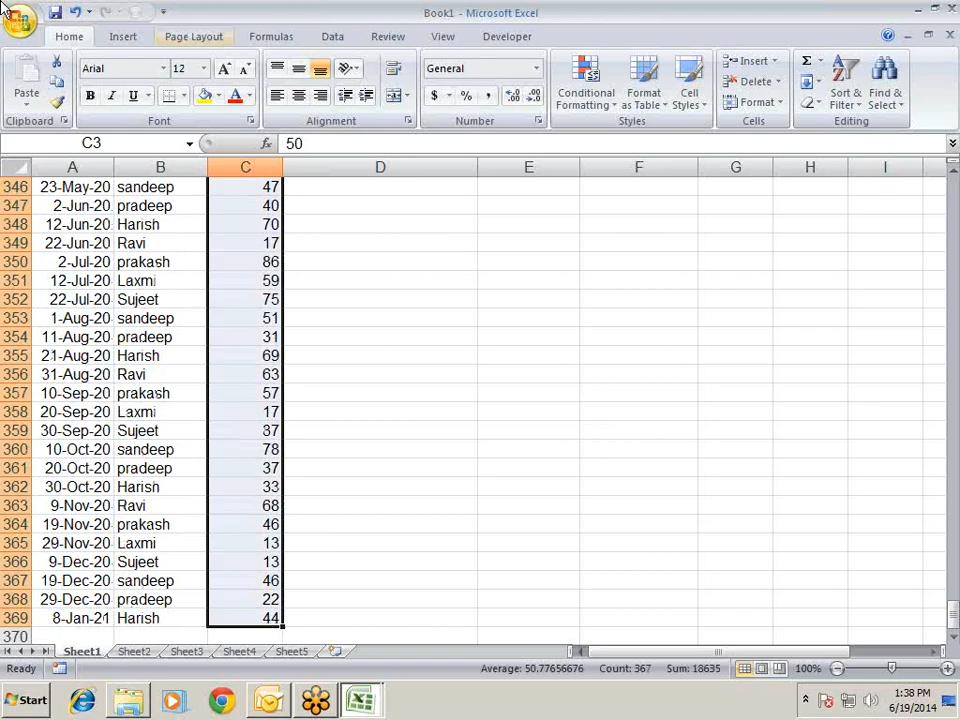 Book1 - Microsoft Excel
Home Insert Page Layout Formulas Data Review View Developer
Paste Arial 12 General Conditional Formatting Format as Table Cell Styles Insert Delete Format Sort & Filter Find & Select
Clipboard Font Alignment Number Styles Cells Editing
C3 fx 50
A B C D E F G H I
346 23-May-20 sandeep 47
347 2-Jun-20 pradeep 40
348 12-Jun-20 Harish 70
349 22-Jun-20 Ravi 17
350 2-Jul-20 prakash 86
351 12-Jul-20 Laxmi 59
352 22-Jul-20 Sujeet 75
353 1-Aug-20 sandeep 51
354 11-Aug-20 pradeep 31
355 21-Aug-20 Harish 69
356 31-Aug-20 Ravi 63
357 10-Sep-20 prakash 57
358 20-Sep-20 Laxmi 17
359 30-Sep-20 Sujeet 37
360 10-Oct-20 sandeep 78
361 20-Oct-20 pradeep 37
362 30-Oct-20 Harish 33
363 9-Nov-20 Ravi 68
364 19-Nov-20 prakash 46
365 29-Nov-20 Laxmi 13
366 9-Dec-20 Sujeet 13
367 19-Dec-20 sandeep 46
368 29-Dec-20 pradeep 22
369 8-Jan-21 Harish 44
370
Sheet1 Sheet2 Sheet3 Sheet4 Sheet5
Ready Average: 50.77656676 Count: 367 Sum: 18635 100%
Start 1:38 PM
6/19/2014